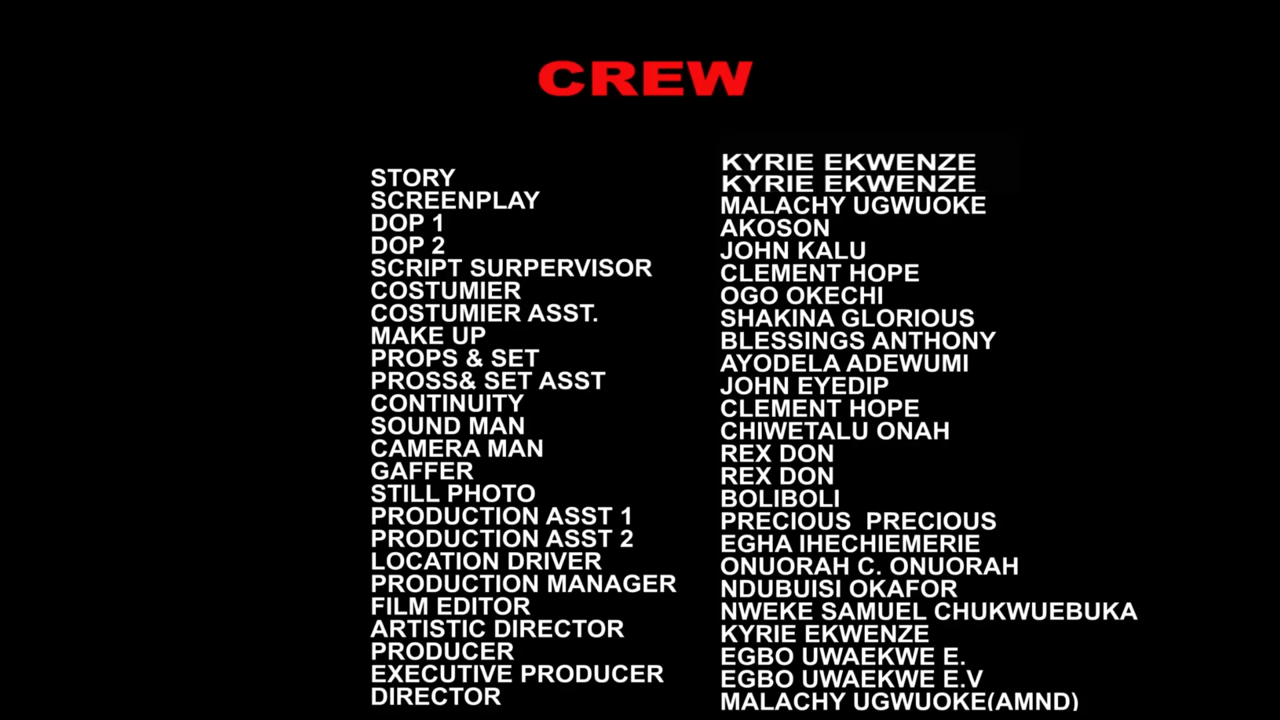 CREW
STORY
SCREENPLAY
DOP 1
DOP 2
SCRIPT SURPERVISOR
COSTUMIER
COSTUMIER ASST.
MAKE UP
PROPS & SET
PROSS& SET ASST
CONTINUITY
SOUND MAN
CAMERA MAN
GAFFER
STILL PHOTO
PRODUCTION ASST 1
PRODUCTION ASST 2
LOCATION DRIVER
PRODUCTION MANAGER
FILM EDITOR
ARTISTIC DIRECTOR
PRODUCER
EXECUTIVE PRODUCER
DIRECTOR
KYRIE EKWENZE
KYRIE EKWENZE
MALACHY UGWUOKE
AKOSON
JOHN KALU
CLEMENT HOPE
OGO OKECHI
SHAKINA GLORIOUS
BLESSINGS ANTHONY
AYODELA ADEWUMI
JOHN EYEDIP
CLEMENT HOPE
CHIWETALU ONAH
REX DON
REX DON
BOLIBOLI
PRECIOUS PRECIOUS
EGHA IHECHIEMERIE
ONUORAH C. ONUORAH
NDUBUISI OKAFOR
NWEKE SAMUEL CHUKWUEBUKA
KYRIE EKWENZE
EGBO UWAEKWE E.
EGBO UWAEKWE E.V
MALACHY UGWUOKE(AMND)